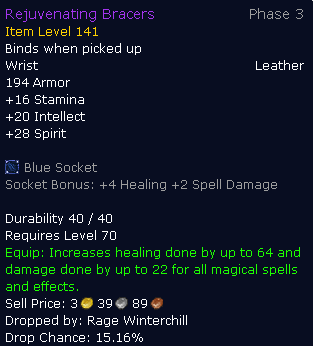 Rejuvenating Bracers Phase 3
Item Level 141
Binds when picked up
Wrist Leather
194 Armor
+16 Stamina
+20 Intellect
+28 Spirit
Blue Socket
Socket Bonus: +4 Healing +2 Spell Damage
Durability 40 / 40
Requires Level 70
Equip: Increases healing done by up to 64 and
damage done by up to 22 for all magical spells
and effects.
Sell Price: 3 39 89
Dropped by: Rage Winterchill
Drop Chance: 15.16%